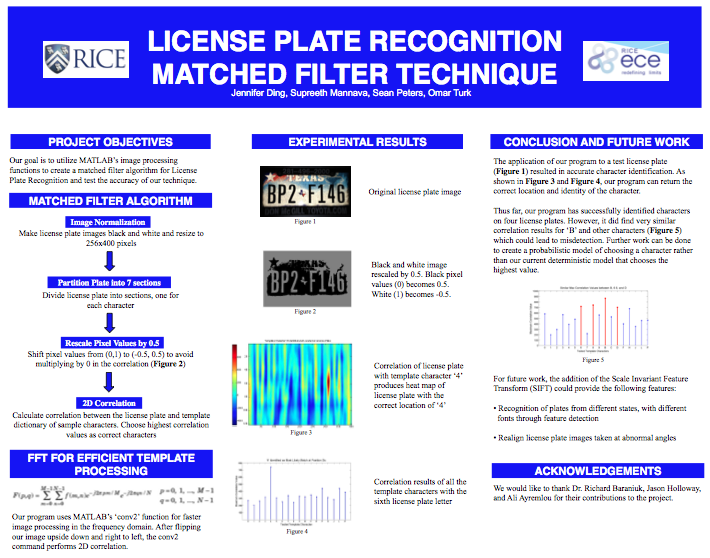 RICE
LICENSE PLATE RECOGNITION
MATCHED FILTER TECHNIQUE
Jennifer Ding, Supreeth Mannava, Sean Peters, Omar Turk
RICE
ece
redefining limits
PROJECT OBJECTIVES
Our goal is to utilize MATLAB's image processing
functions to create a matched filter algorithm for License
Plate Recognition and test the accuracy of our technique.
MATCHED FILTER ALGORITHM
Image Normalization
Make license plate images black and white and resize to
256x400 pixels
Partition Plate into 7 sections
Divide license plate into sections, one for
each character
Rescale Pixel Values by 0.5
Shift pixel values from (0,1) to (-0.5, 0.5) to avoid
multiplying by 0 in the correlation (Figure 2)
2D Correlation
Calculate correlation between the license plate and template
dictionary of sample characters. Choose highest correlation
values as correct characters
FFT FOR EFFICIENT TEMPLATE
PROCESSING
p = 0, 1, ..., M-1
q = 0, 1, ..., N-1
Our program uses MATLAB's 'conv2' function for faster
image processing in the frequency domain. After flipping
our image upside down and right to left, the conv2
command performs 2D correlation.
EXPERIMENTAL RESULTS
TEXAS
BP2 F146
Original license plate image
Figure 1
BP2 F146
Black and white image
rescaled by 0.5. Black pixel
values (0) becomes 0.5.
White (1) becomes -0.5.
Figure 2
Correlation of license plate
with template character '4'
produces heat map of
license plate with the
correct location of '4'
Figure 3
Correlation results of all the
template characters with the
sixth license plate letter
Figure 4
CONCLUSION AND FUTURE WORK
The application of our program to a test license plate
(Figure 1) resulted in accurate character identification. As
shown in Figure 3 and Figure 4, our program can return the
correct location and identity of the character.
Thus far, our program has successfully identified characters
on four license plates. However, it did find very similar
correlation results for 'B' and other characters (Figure 5)
which could lead to misdetection. Further work can be done
to create a probabilistic model of choosing a character rather
than our current deterministic model that chooses the
highest value.
Figure 5
For future work, the addition of the Scale Invariant Feature
Transform (SIFT) could provide the following features:
• Recognition of plates from different states, with different
fonts through feature detection
• Realign license plate images taken at abnormal angles
ACKNOWLEDGEMENTS
We would like to thank Dr. Richard Baraniuk, Jason Holloway,
and Ali Ayremlou for their contributions to the project.